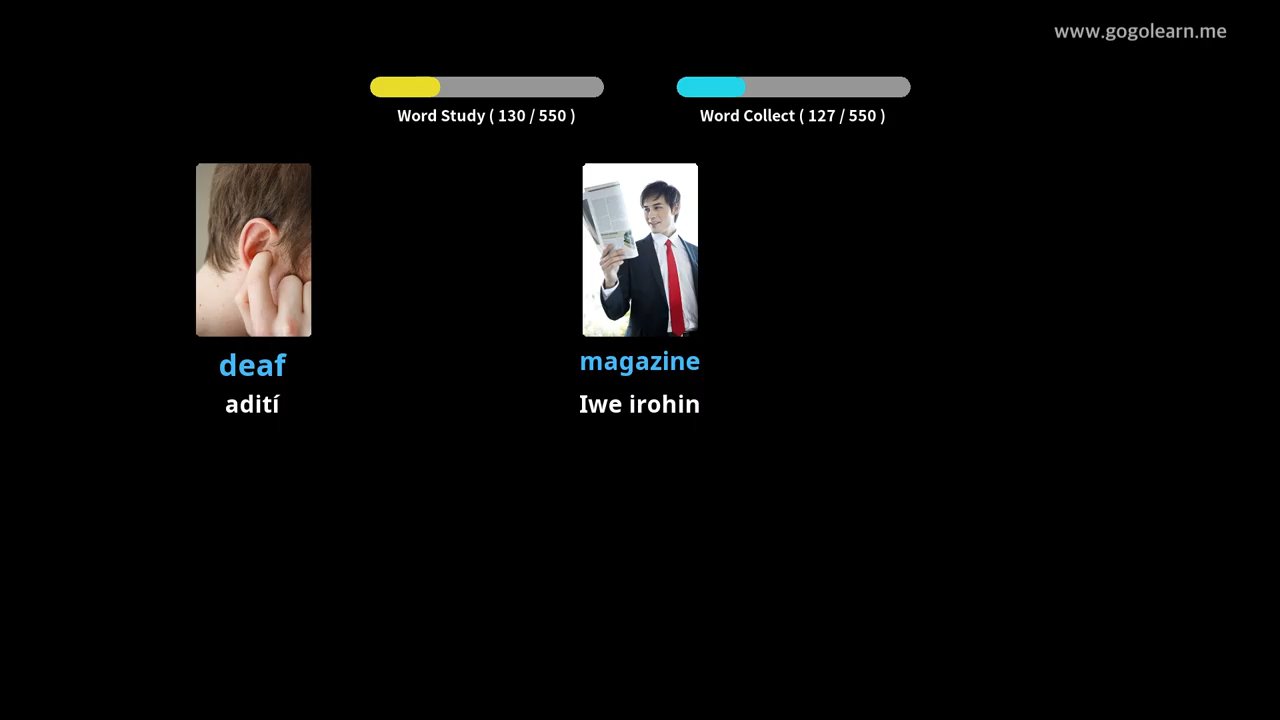 www.gogolearn.me
Word Study ( 130 / 550 )
Word Collect ( 127 / 550 )
deaf
adití
magazine
Iwe irohin